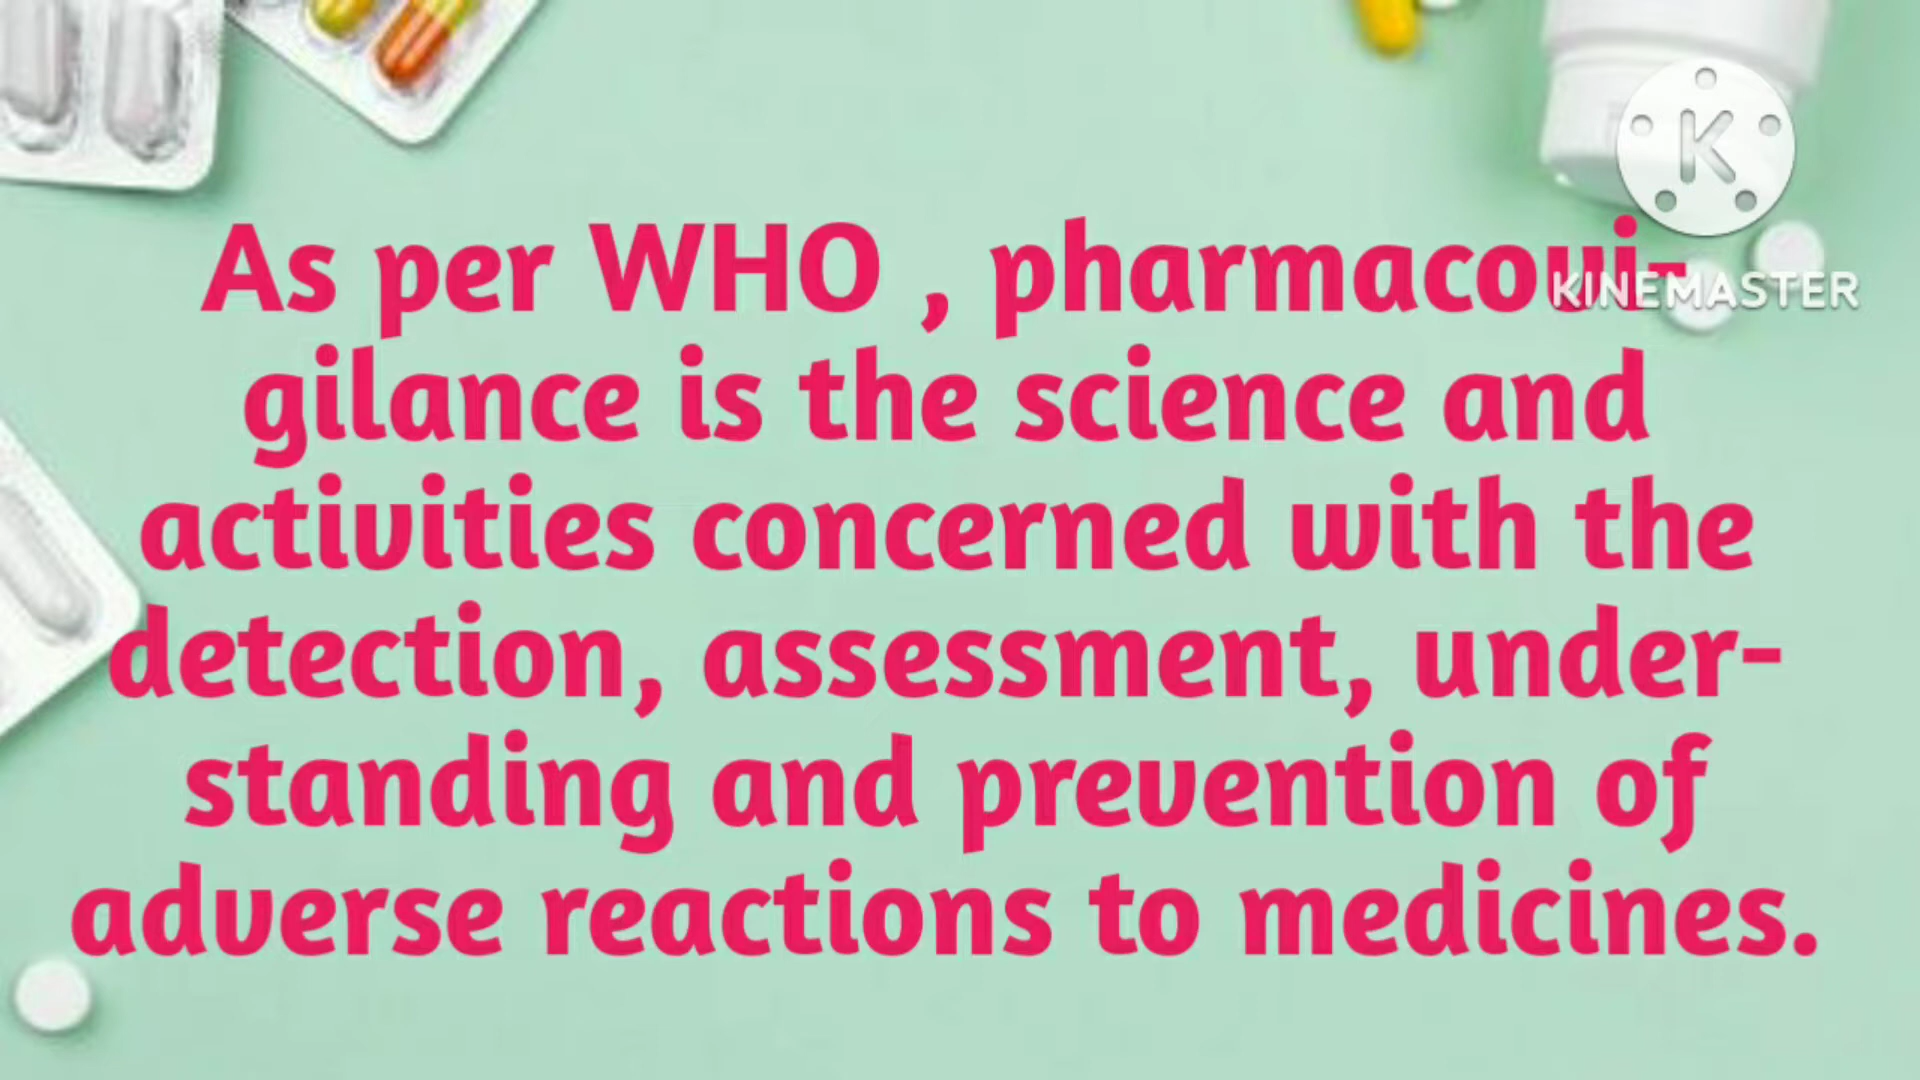 As per WHO , pharmacovi-
gilance is the science and
activities concerned with the
detection, assessment, under-
standing and prevention of
adverse reactions to medicines.
K
KINEMASTER